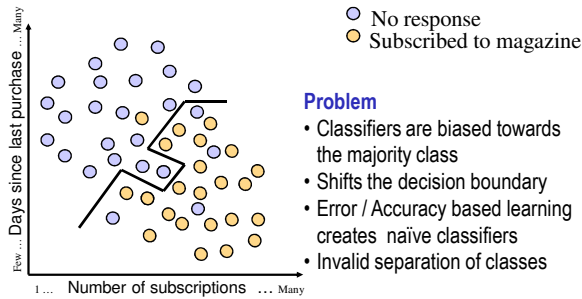 No response
Subscribed to magazine
Few … Days since last purchase … Many
1 … Number of subscriptions … Many
Problem
• Classifiers are biased towards
the majority class
• Shifts the decision boundary
• Error / Accuracy based learning
creates naïve classifiers
• Invalid separation of classes